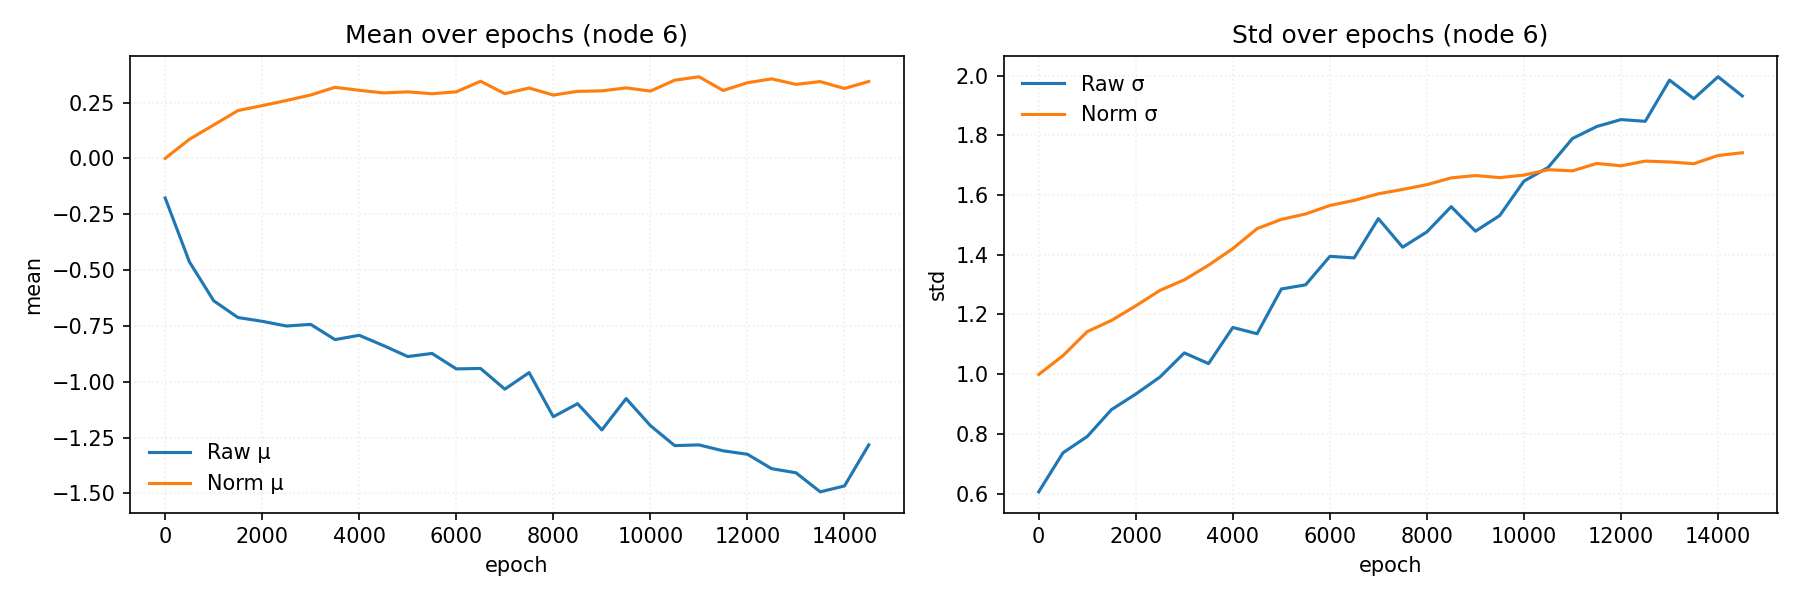 Mean over epochs (node 6)
mean
0.25
0.00
−0.25
−0.50
−0.75
−1.00
−1.25
−1.50
Raw μ
Norm μ
0 2000 4000 6000 8000 10000 12000 14000
epoch
Std over epochs (node 6)
std
2.0
1.8
1.6
1.4
1.2
1.0
0.8
0.6
Raw σ
Norm σ
0 2000 4000 6000 8000 10000 12000 14000
epoch